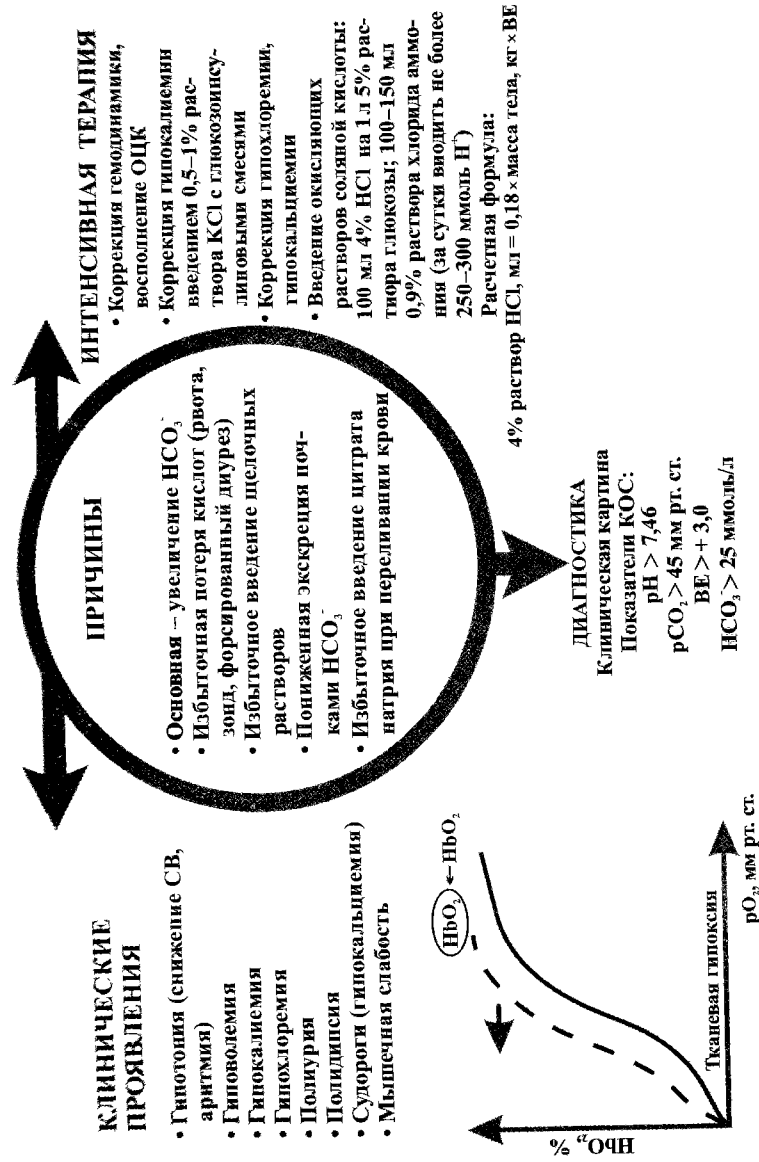 КЛИНИЧЕСКИЕ
ПРОЯВЛЕНИЯ
• Гипотония (снижение СВ,
аритмия)
• Гиповолемия
• Гипокалиемия
• Гипохлоремия
• Полиурия
• Полидипсия
• Судороги (гипокальциемия)
• Мышечная слабость
ПРИЧИНЫ
• Основная – увеличение HCO₃⁻
• Избыточная потеря кислот (рвота,
зонд, форсированный диурез)
• Избыточное введение щелочных
растворов
• Пониженная экскреция поч-
ками HCO₃⁻
• Избыточное введение цитрата
натрия при переливании крови
ИНТЕНСИВНАЯ ТЕРАПИЯ
• Коррекция гемодинамики,
восполнение ОЦК
• Коррекция гипокалиемии
введением 0,5–1% рас-
твора KCl с глюкозоинсу-
линовыми смесями
• Коррекция гипохлоремии,
гипокальциемии
• Введение окисляющих
растворов соляной кислоты:
100 мл 4% HCl на 1 л 5% рас-
твора глюкозы; 100–150 мл
0,9% раствора хлорида аммо-
ния (за сутки вводить не более
250–300 ммоль H⁺)
Расчетная формула:
4% раствор HCl, мл = 0,18 × масса тела, кг × BE
HbO₂, %
HbO₂ ← HbO₂
Тканевая гипоксия
pO₂, мм рт. ст.
ДИАГНОСТИКА
Клиническая картина
Показатели КОС:
pH > 7,46
pCO₂ > 45 мм рт. ст.
BE > + 3,0
HCO₃⁻ > 25 ммоль/л